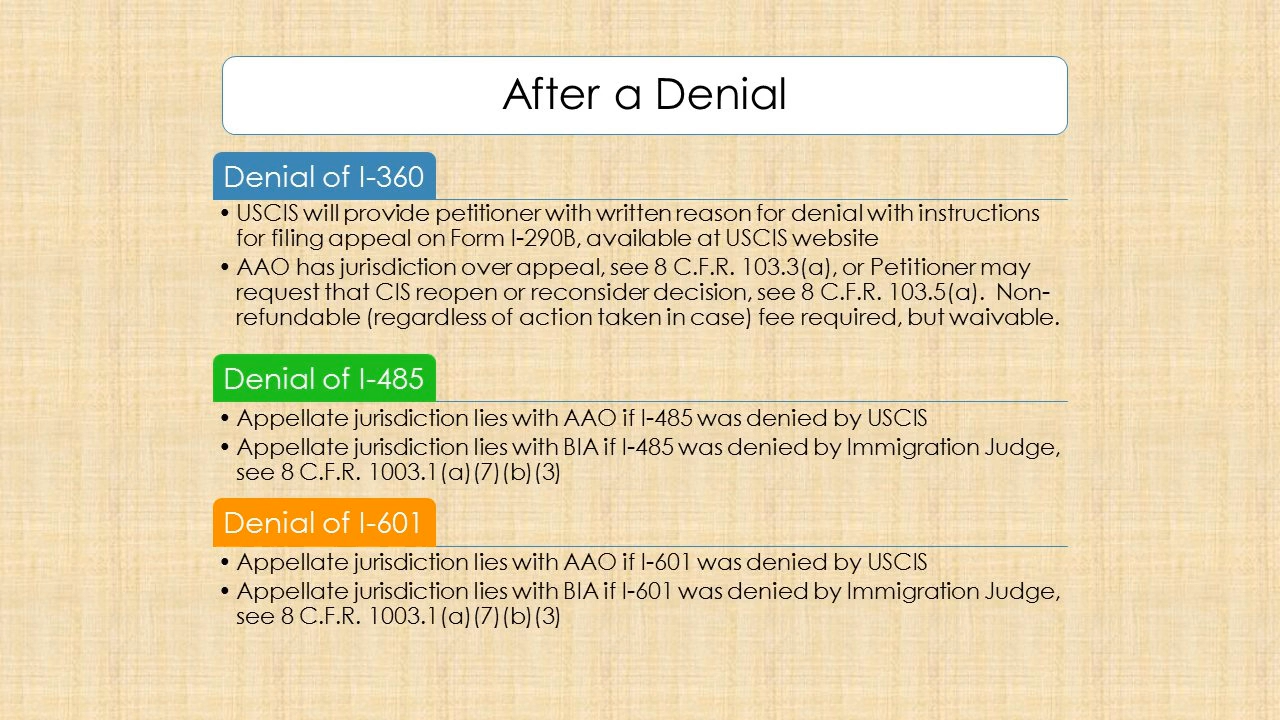 After a Denial
Denial of I-360
• USCIS will provide petitioner with written reason for denial with instructions
for filing appeal on Form I-290B, available at USCIS website
• AAO has jurisdiction over appeal, see 8 C.F.R. 103.3(a), or Petitioner may
request that CIS reopen or reconsider decision, see 8 C.F.R. 103.5(a).  Non-
refundable (regardless of action taken in case) fee required, but waivable.
Denial of I-485
• Appellate jurisdiction lies with AAO if I-485 was denied by USCIS
• Appellate jurisdiction lies with BIA if I-485 was denied by Immigration Judge,
see 8 C.F.R. 1003.1(a)(7)(b)(3)
Denial of I-601
• Appellate jurisdiction lies with AAO if I-601 was denied by USCIS
• Appellate jurisdiction lies with BIA if I-601 was denied by Immigration Judge,
see 8 C.F.R. 1003.1(a)(7)(b)(3)